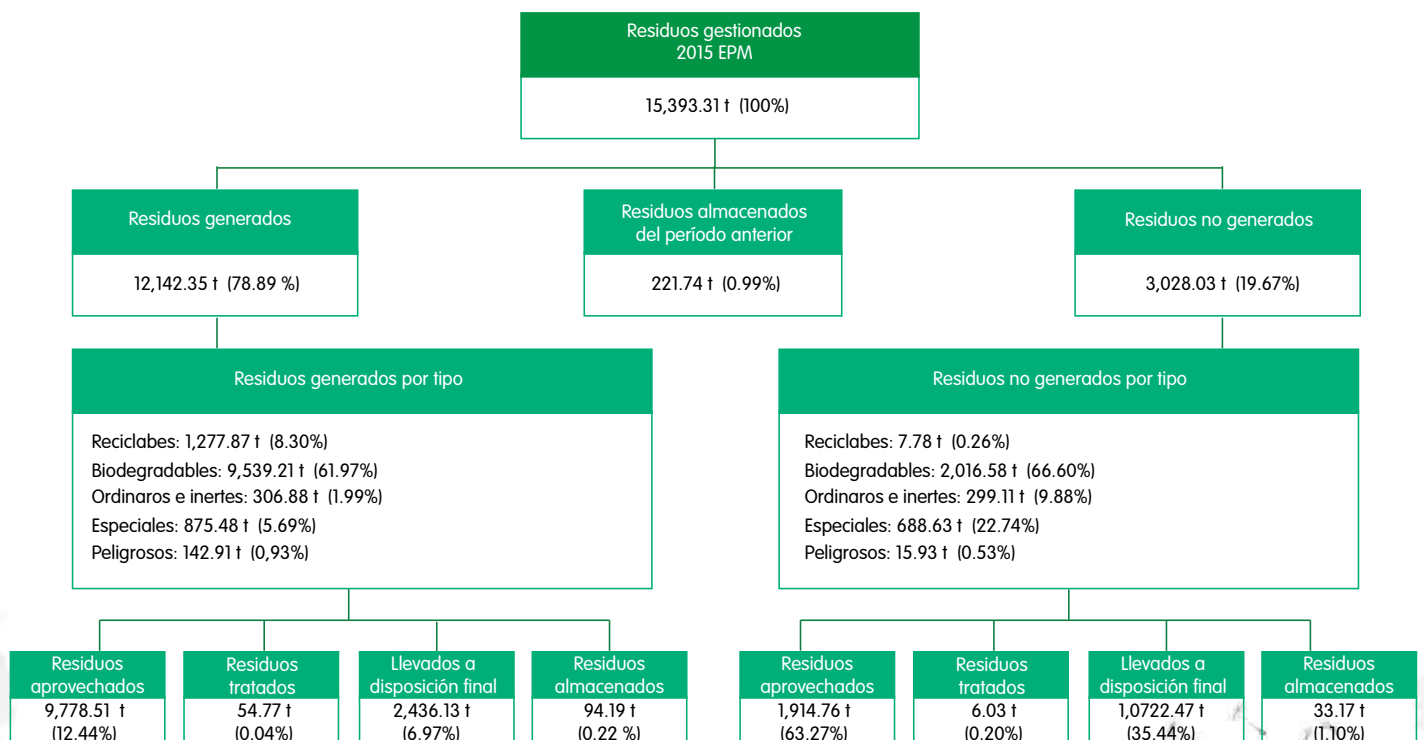 Residuos gestionados
2015 EPM
15,393.31 t (100%)
Residuos generados
12,142.35 t (78.89 %)
Residuos almacenados
del período anterior
221.74 t (0.99%)
Residuos no generados
3,028.03 t (19.67%)
Residuos generados por tipo
Reciclabes: 1,277.87 t (8.30%)
Biodegradables: 9,539.21 t (61.97%)
Ordinaros e inertes: 306.88 t (1.99%)
Especiales: 875.48 t (5.69%)
Peligrosos: 142.91 t (0,93%)
Residuos no generados por tipo
Reciclabes: 7.78 t (0.26%)
Biodegradables: 2,016.58 t (66.60%)
Ordinaros e inertes: 299.11 t (9.88%)
Especiales: 688.63 t (22.74%)
Peligrosos: 15.93 t (0.53%)
Residuos
aprovechados
9,778.51 t
(12.44%)
Residuos
tratados
54.77 t
(0.04%)
Llevados a
disposición final
2,436.13 t
(6.97%)
Residuos
almacenados
94.19 t
(0.22 %)
Residuos
aprovechados
1,914.76 t
(63.27%)
Residuos
tratados
6.03 t
(0.20%)
Llevados a
disposición final
1,0722.47 t
(35.44%)
Residuos
almacenados
33.17 t
(1.10%)